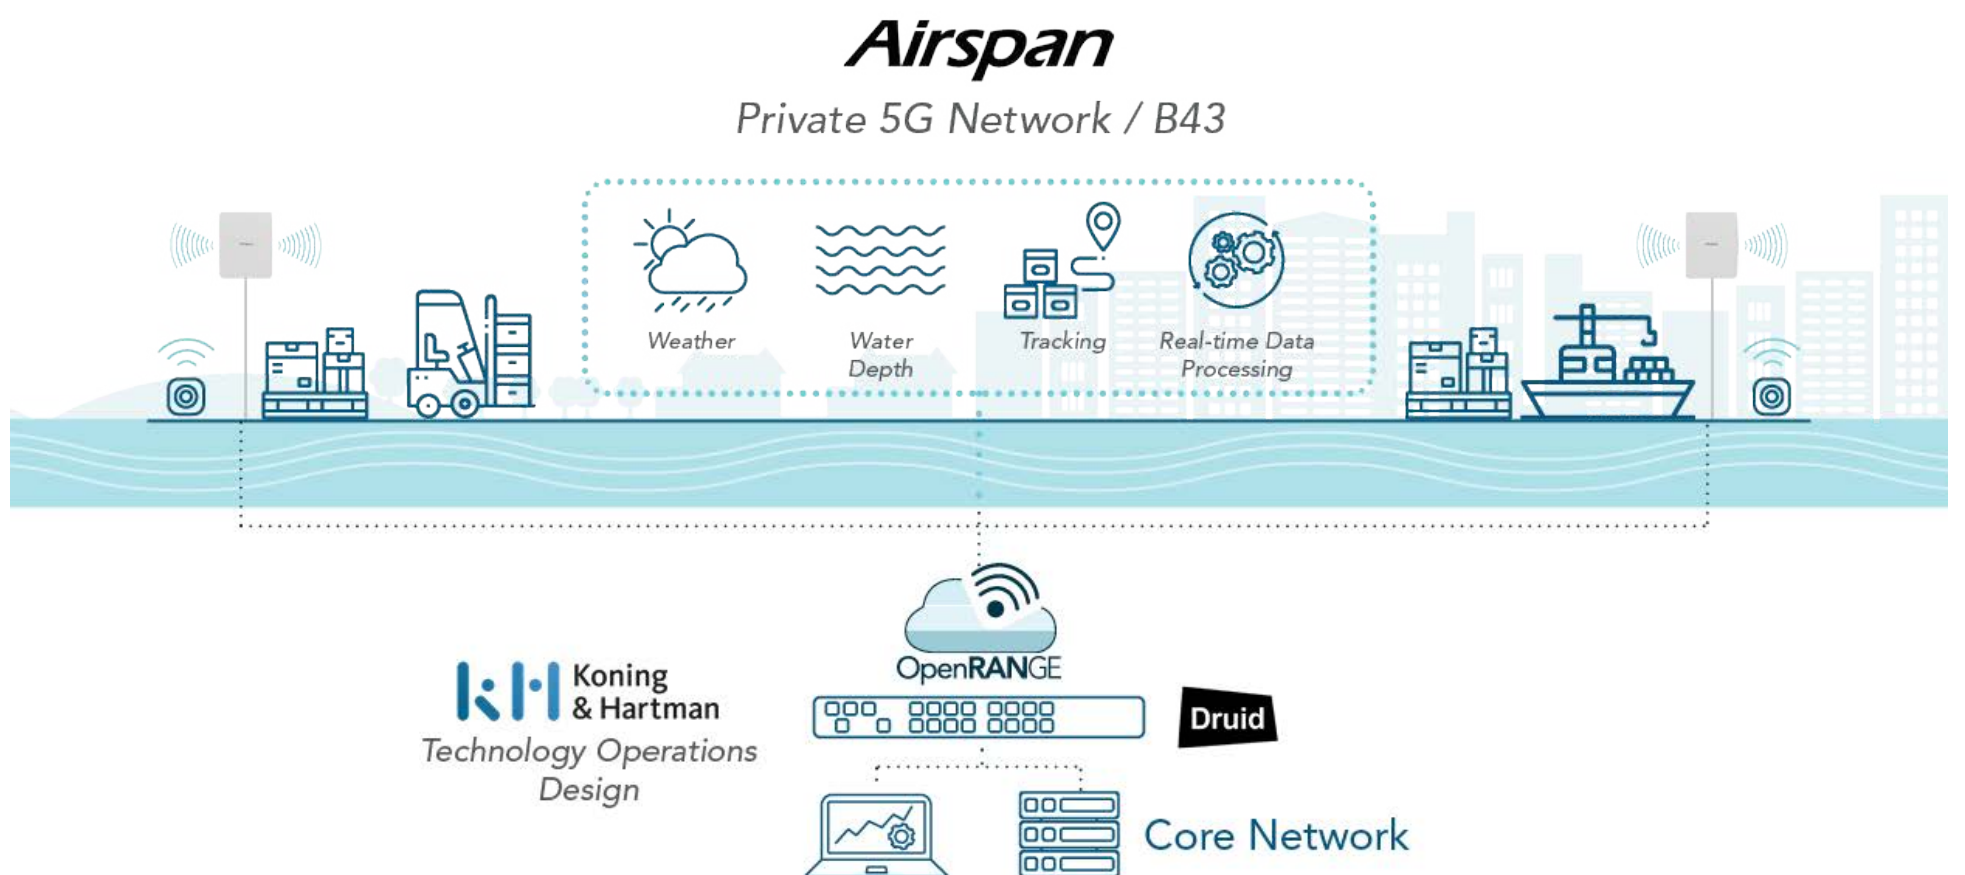 Airspan
Private 5G Network / B43
Weather
Water
Depth
Tracking
Real-time Data
Processing
OpenRANGE
Koning
& Hartman
Technology Operations
Design
Druid
Core Network